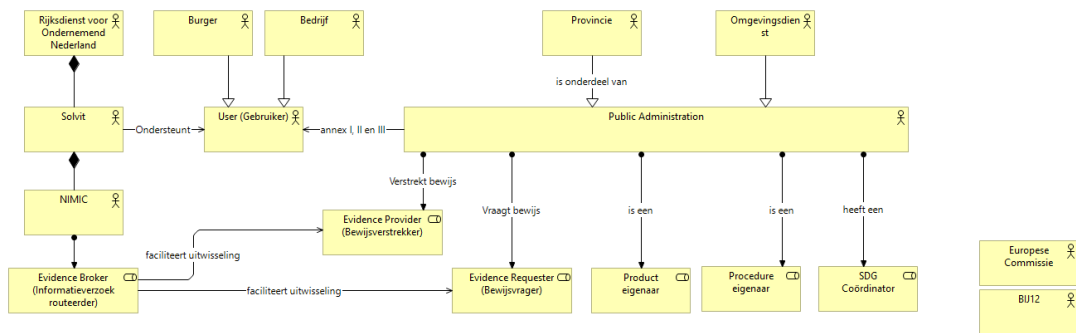 Rijksdienst voor
Ondernemend
Nederland
Burger
Bedrijf
Provincie
Omgevingsdien
st
is onderdeel van
Solvit
Ondersteunt
User (Gebruiker)
annex I, II en III
Public Administration
NIMIC
Verstrekt bewijs
Vraagt bewijs
is een
is een
heeft een
Evidence Provider
(Bewijsverstrekker)
faciliteert uitwisseling
Evidence Broker
(Informatieverzoek
routeerder)
faciliteert uitwisseling
Evidence Requester
(Bewijsvrager)
Product
eigenaar
Procedure
eigenaar
SDG
Coördinator
Europese
Commissie
BIJ12